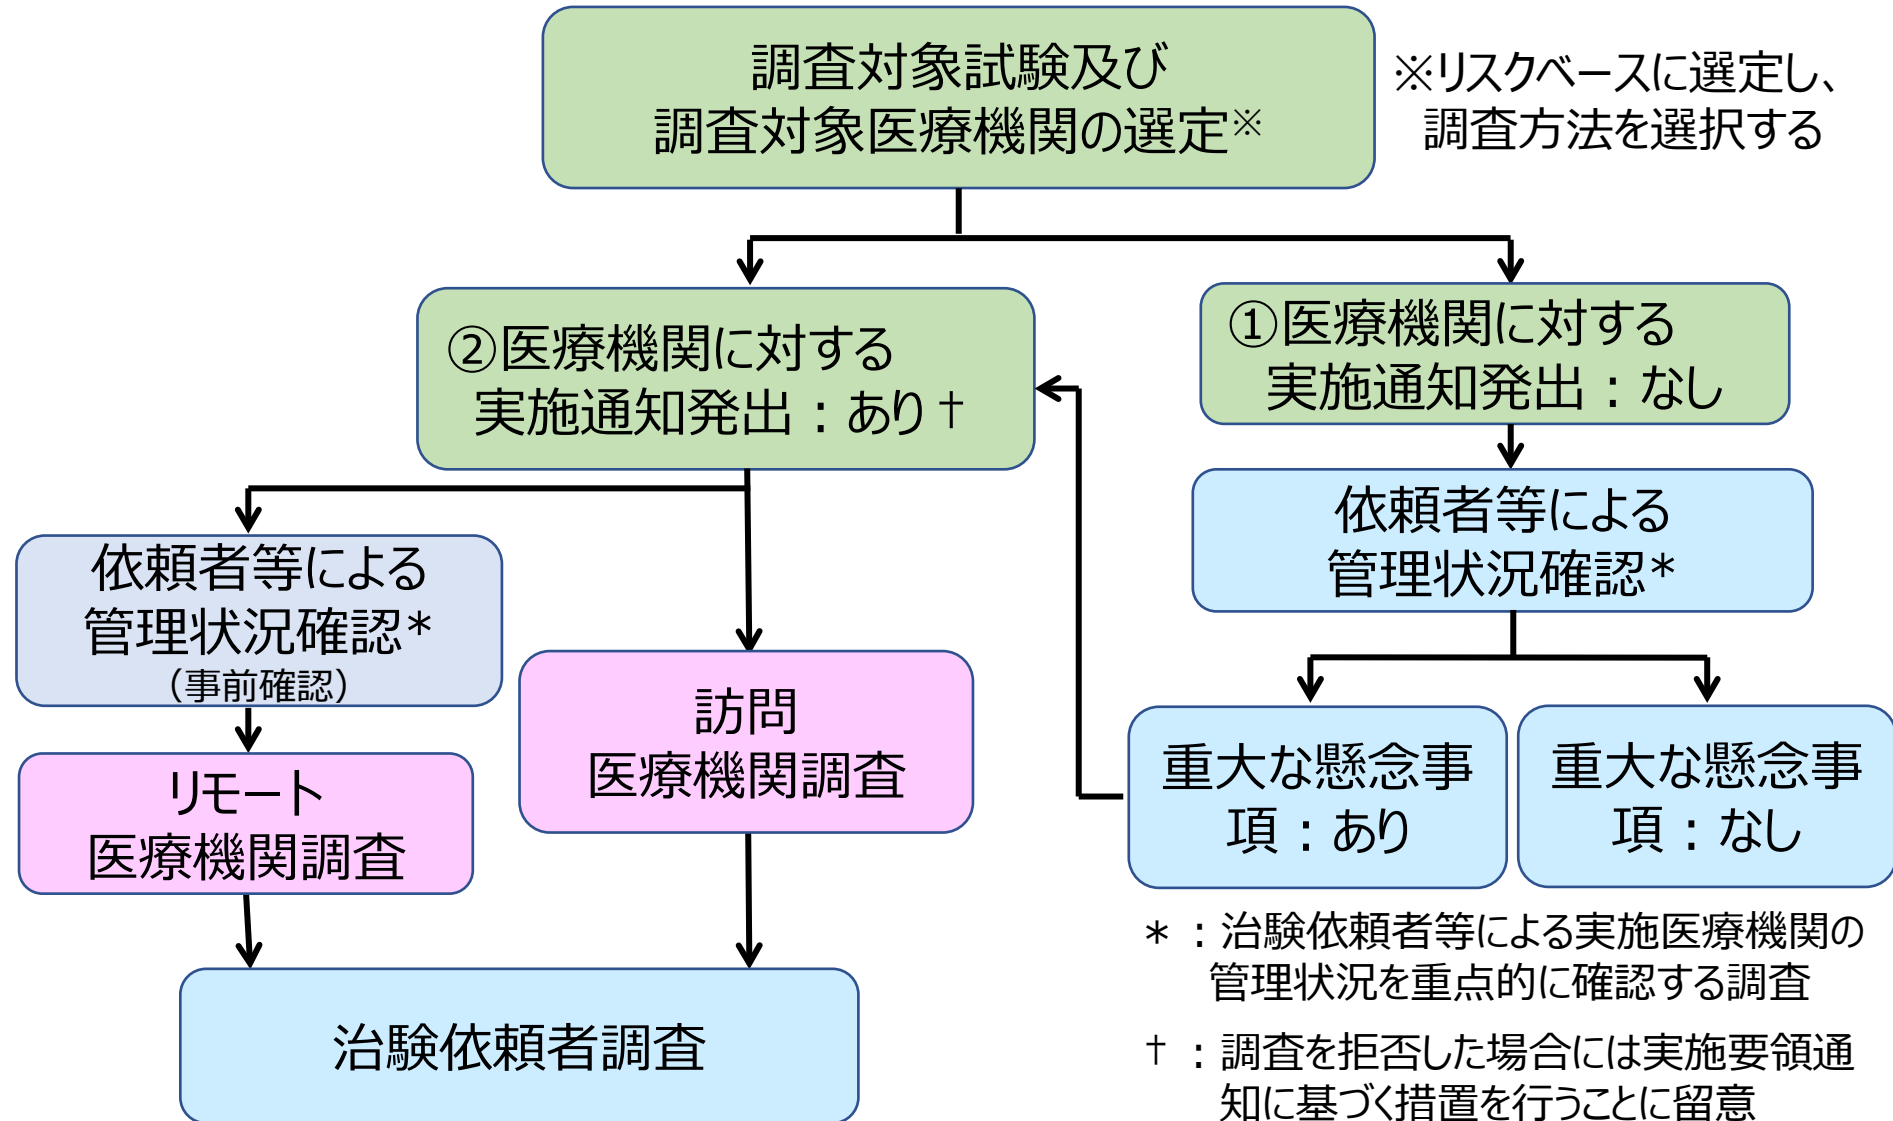 調査対象試験及び
調査対象医療機関の選定※
※リスクベースに選定し、
調査方法を選択する
②医療機関に対する
実施通知発出：あり†
①医療機関に対する
実施通知発出：なし
依頼者等による
管理状況確認*
（事前確認）
依頼者等による
管理状況確認*
訪問
医療機関調査
リモート
医療機関調査
重大な懸念事
項：あり
重大な懸念事
項：なし
治験依頼者調査
*：治験依頼者等による実施医療機関の
管理状況を重点的に確認する調査
†：調査を拒否した場合には実施要領通
知に基づく措置を行うことに留意